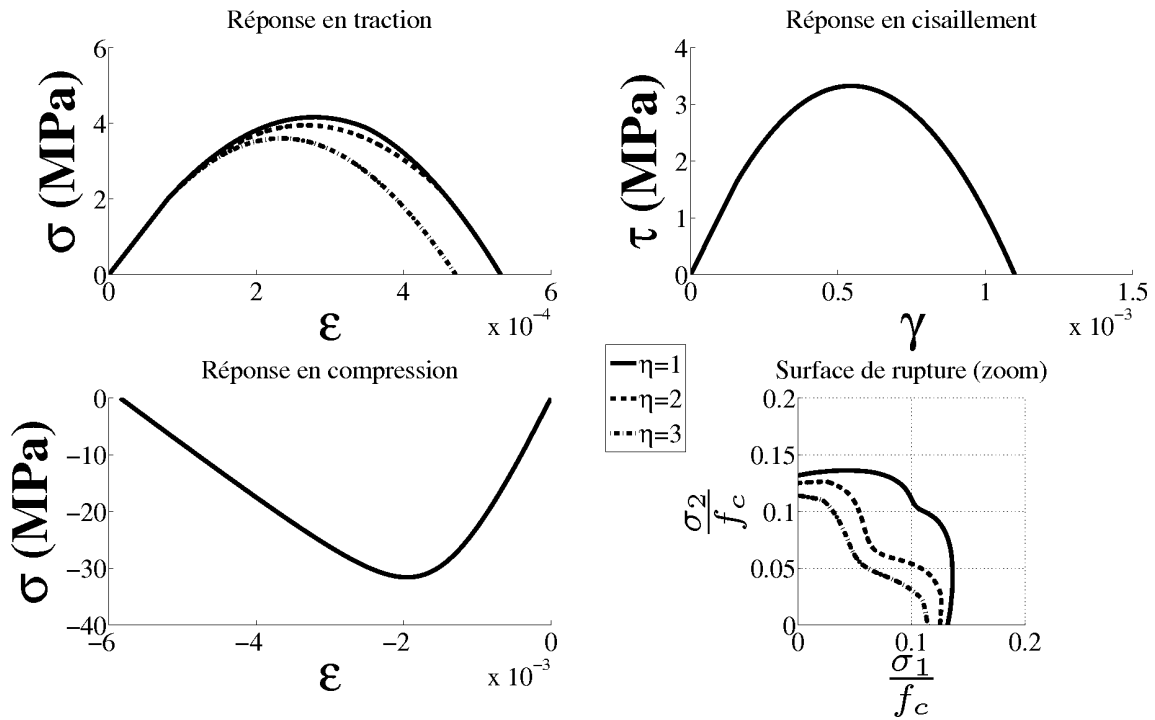 Réponse en traction
6
4
2
0
σ (MPa)
0
2
4
6
x 10⁻⁴
ε
Réponse en cisaillement
4
3
2
1
0
τ (MPa)
0
0.5
1
1.5
x 10⁻³
γ
Réponse en compression
0
−10
−20
−30
−40
σ (MPa)
−6
−4
−2
0
x 10⁻³
ε
η=1
η=2
η=3
Surface de rupture (zoom)
0.2
0.15
0.1
0.05
0
σ₂
f_c
0
0.1
0.2
σ₁
f_c